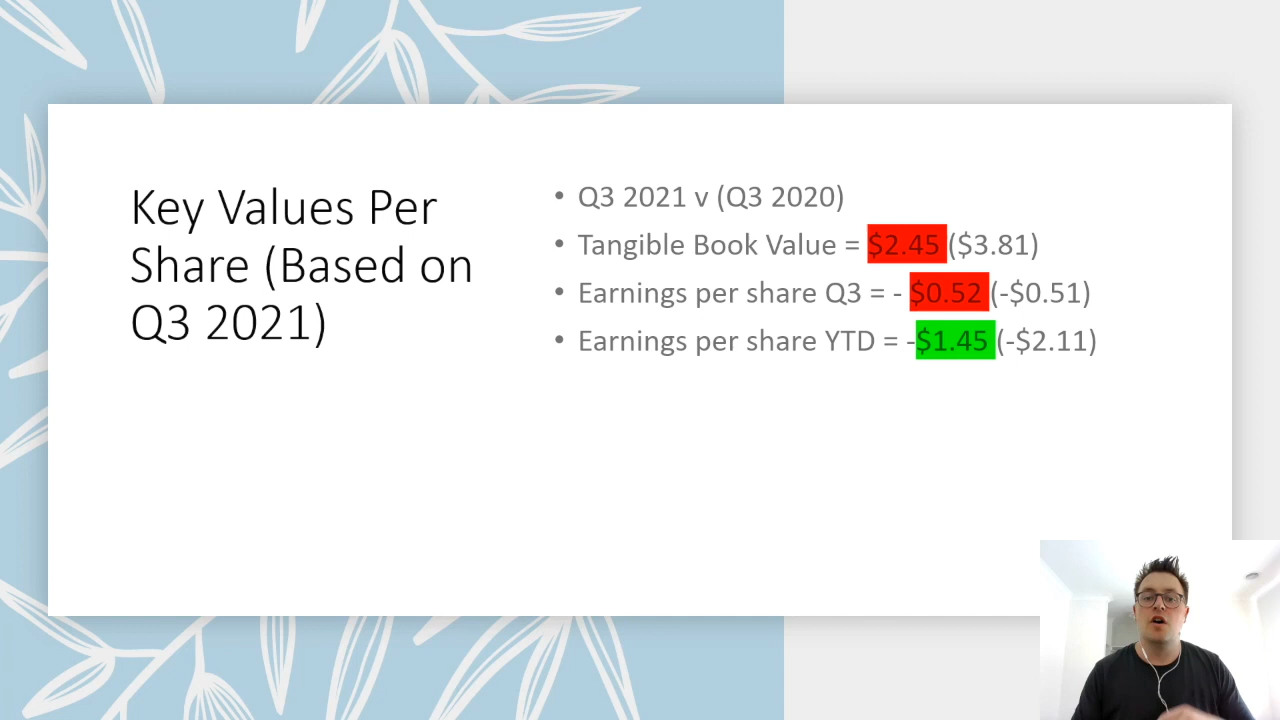 Key Values Per
Share (Based on
Q3 2021)
• Q3 2021 v (Q3 2020)
• Tangible Book Value = $2.45 ($3.81)
• Earnings per share Q3 = - $0.52 (-$0.51)
• Earnings per share YTD = -$1.45 (-$2.11)